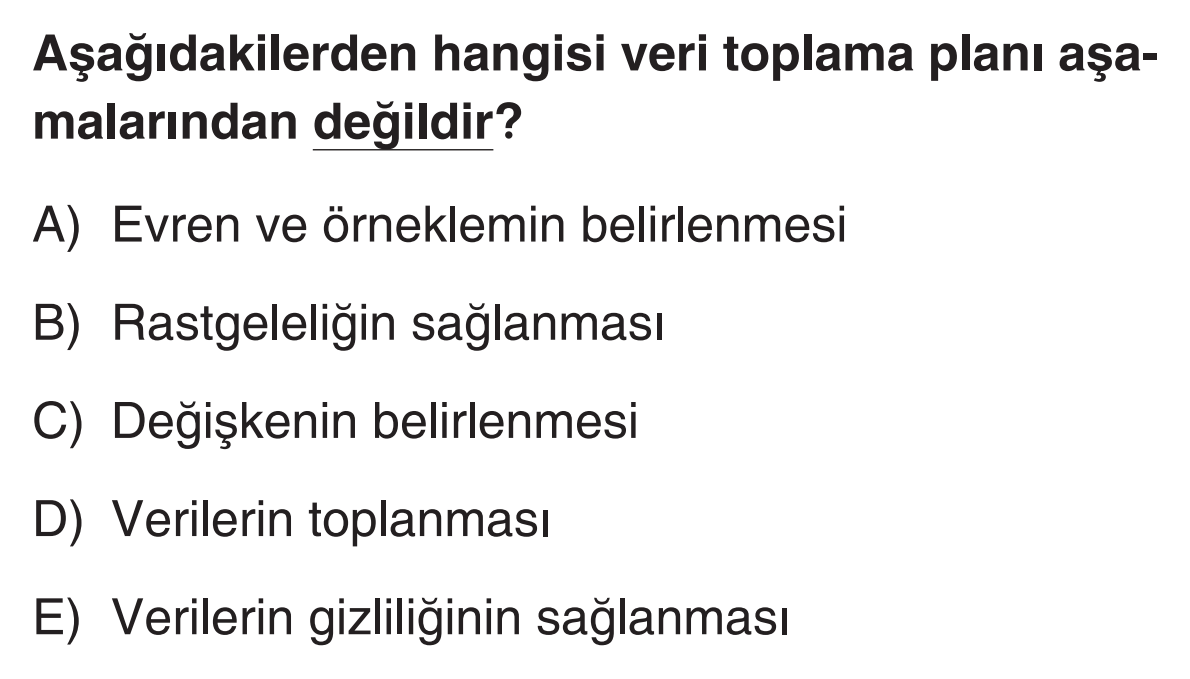 Aşağıdakilerden hangisi veri toplama planı aşa-
malarından değildir?
A) Evren ve örneklemin belirlenmesi
B) Rastgeleliğin sağlanması
C) Değişkenin belirlenmesi
D) Verilerin toplanması
E) Verilerin gizliliğinin sağlanması